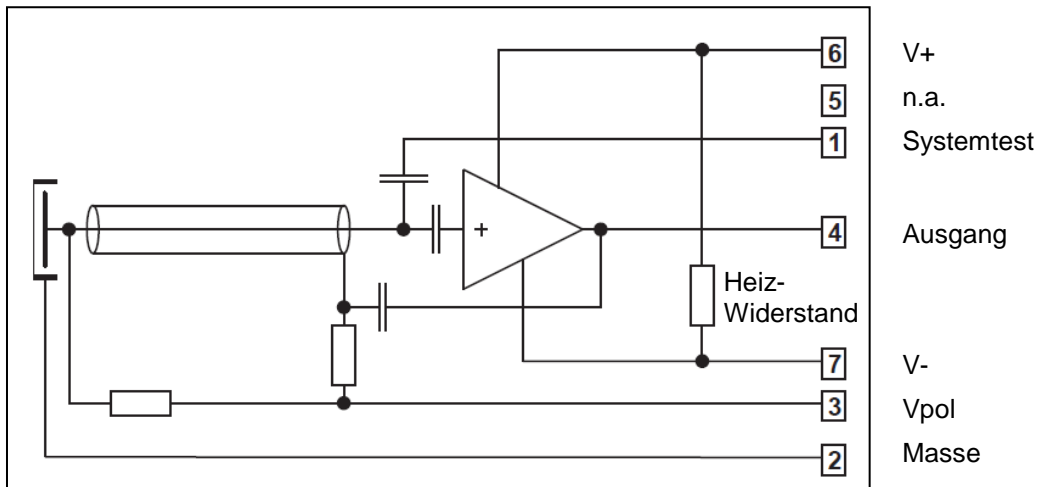 6 V+
5 n.a.
1 Systemtest
+
4 Ausgang
Heiz-
Widerstand
7 V-
3 Vpol
2 Masse